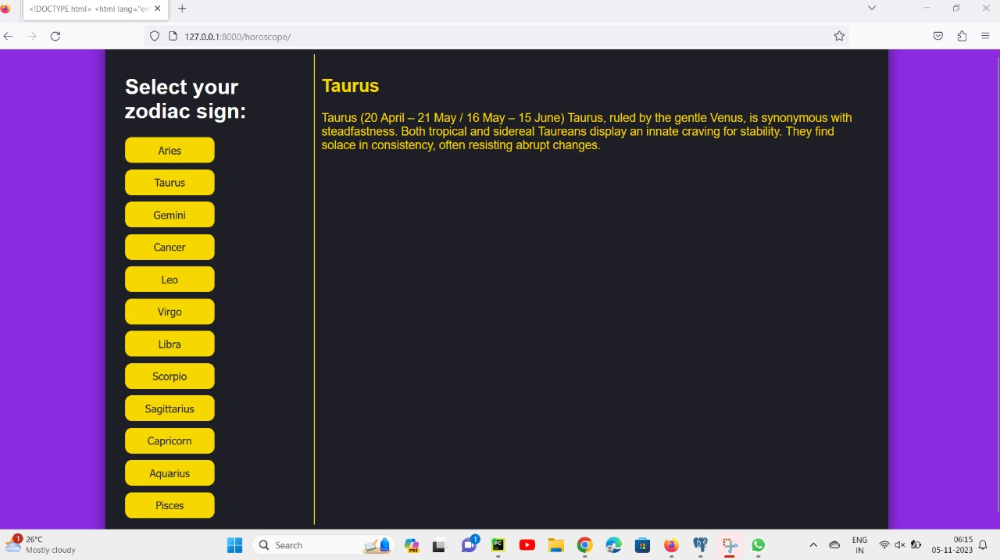 <!DOCTYPE html> <html lang="en
127.0.0.1:8000/horoscope/
Select your
zodiac sign:
Aries
Taurus
Gemini
Cancer
Leo
Virgo
Libra
Scorpio
Sagittarius
Capricorn
Aquarius
Pisces
Taurus
Taurus (20 April – 21 May / 16 May – 15 June) Taurus, ruled by the gentle Venus, is synonymous with
steadfastness. Both tropical and sidereal Taureans display an innate craving for stability. They find
solace in consistency, often resisting abrupt changes.
1
26°C
Mostly cloudy
Search
PRE
1
PC
ENG
IN
06:15
05-11-2023